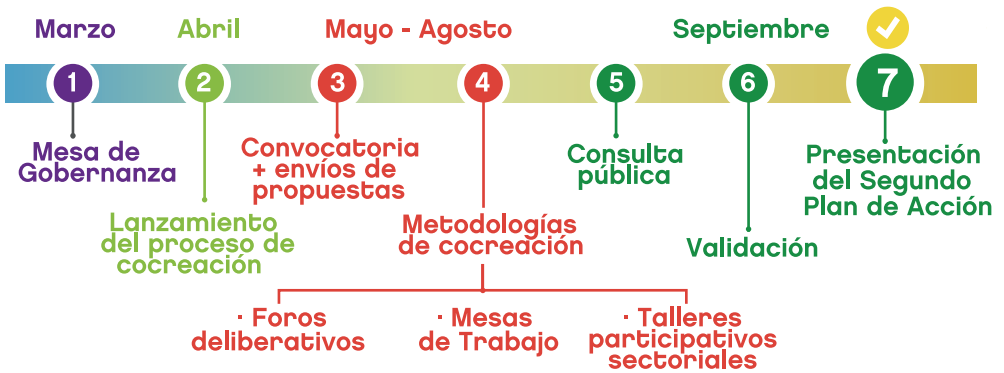 Marzo
Abril
Mayo - Agosto
Septiembre
1
2
3
4
5
6
7
Mesa de
Gobernanza
Lanzamiento
del proceso de
cocreación
Convocatoria
+ envíos de
propuestas
Metodologías
de cocreación
· Foros
deliberativos
· Mesas
de Trabajo
· Talleres
participativos
sectoriales
Consulta
pública
Validación
Presentación
del Segundo
Plan de Acción